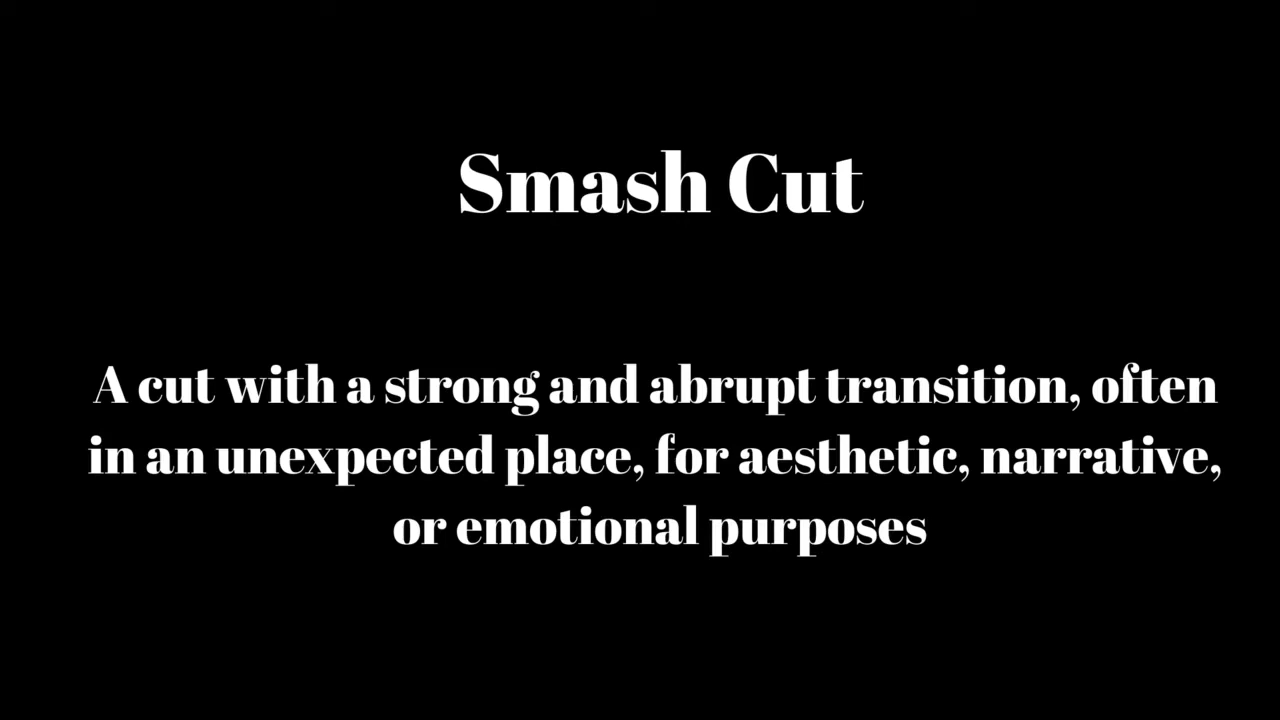 Smash Cut
A cut with a strong and abrupt transition, often
in an unexpected place, for aesthetic, narrative,
or emotional purposes